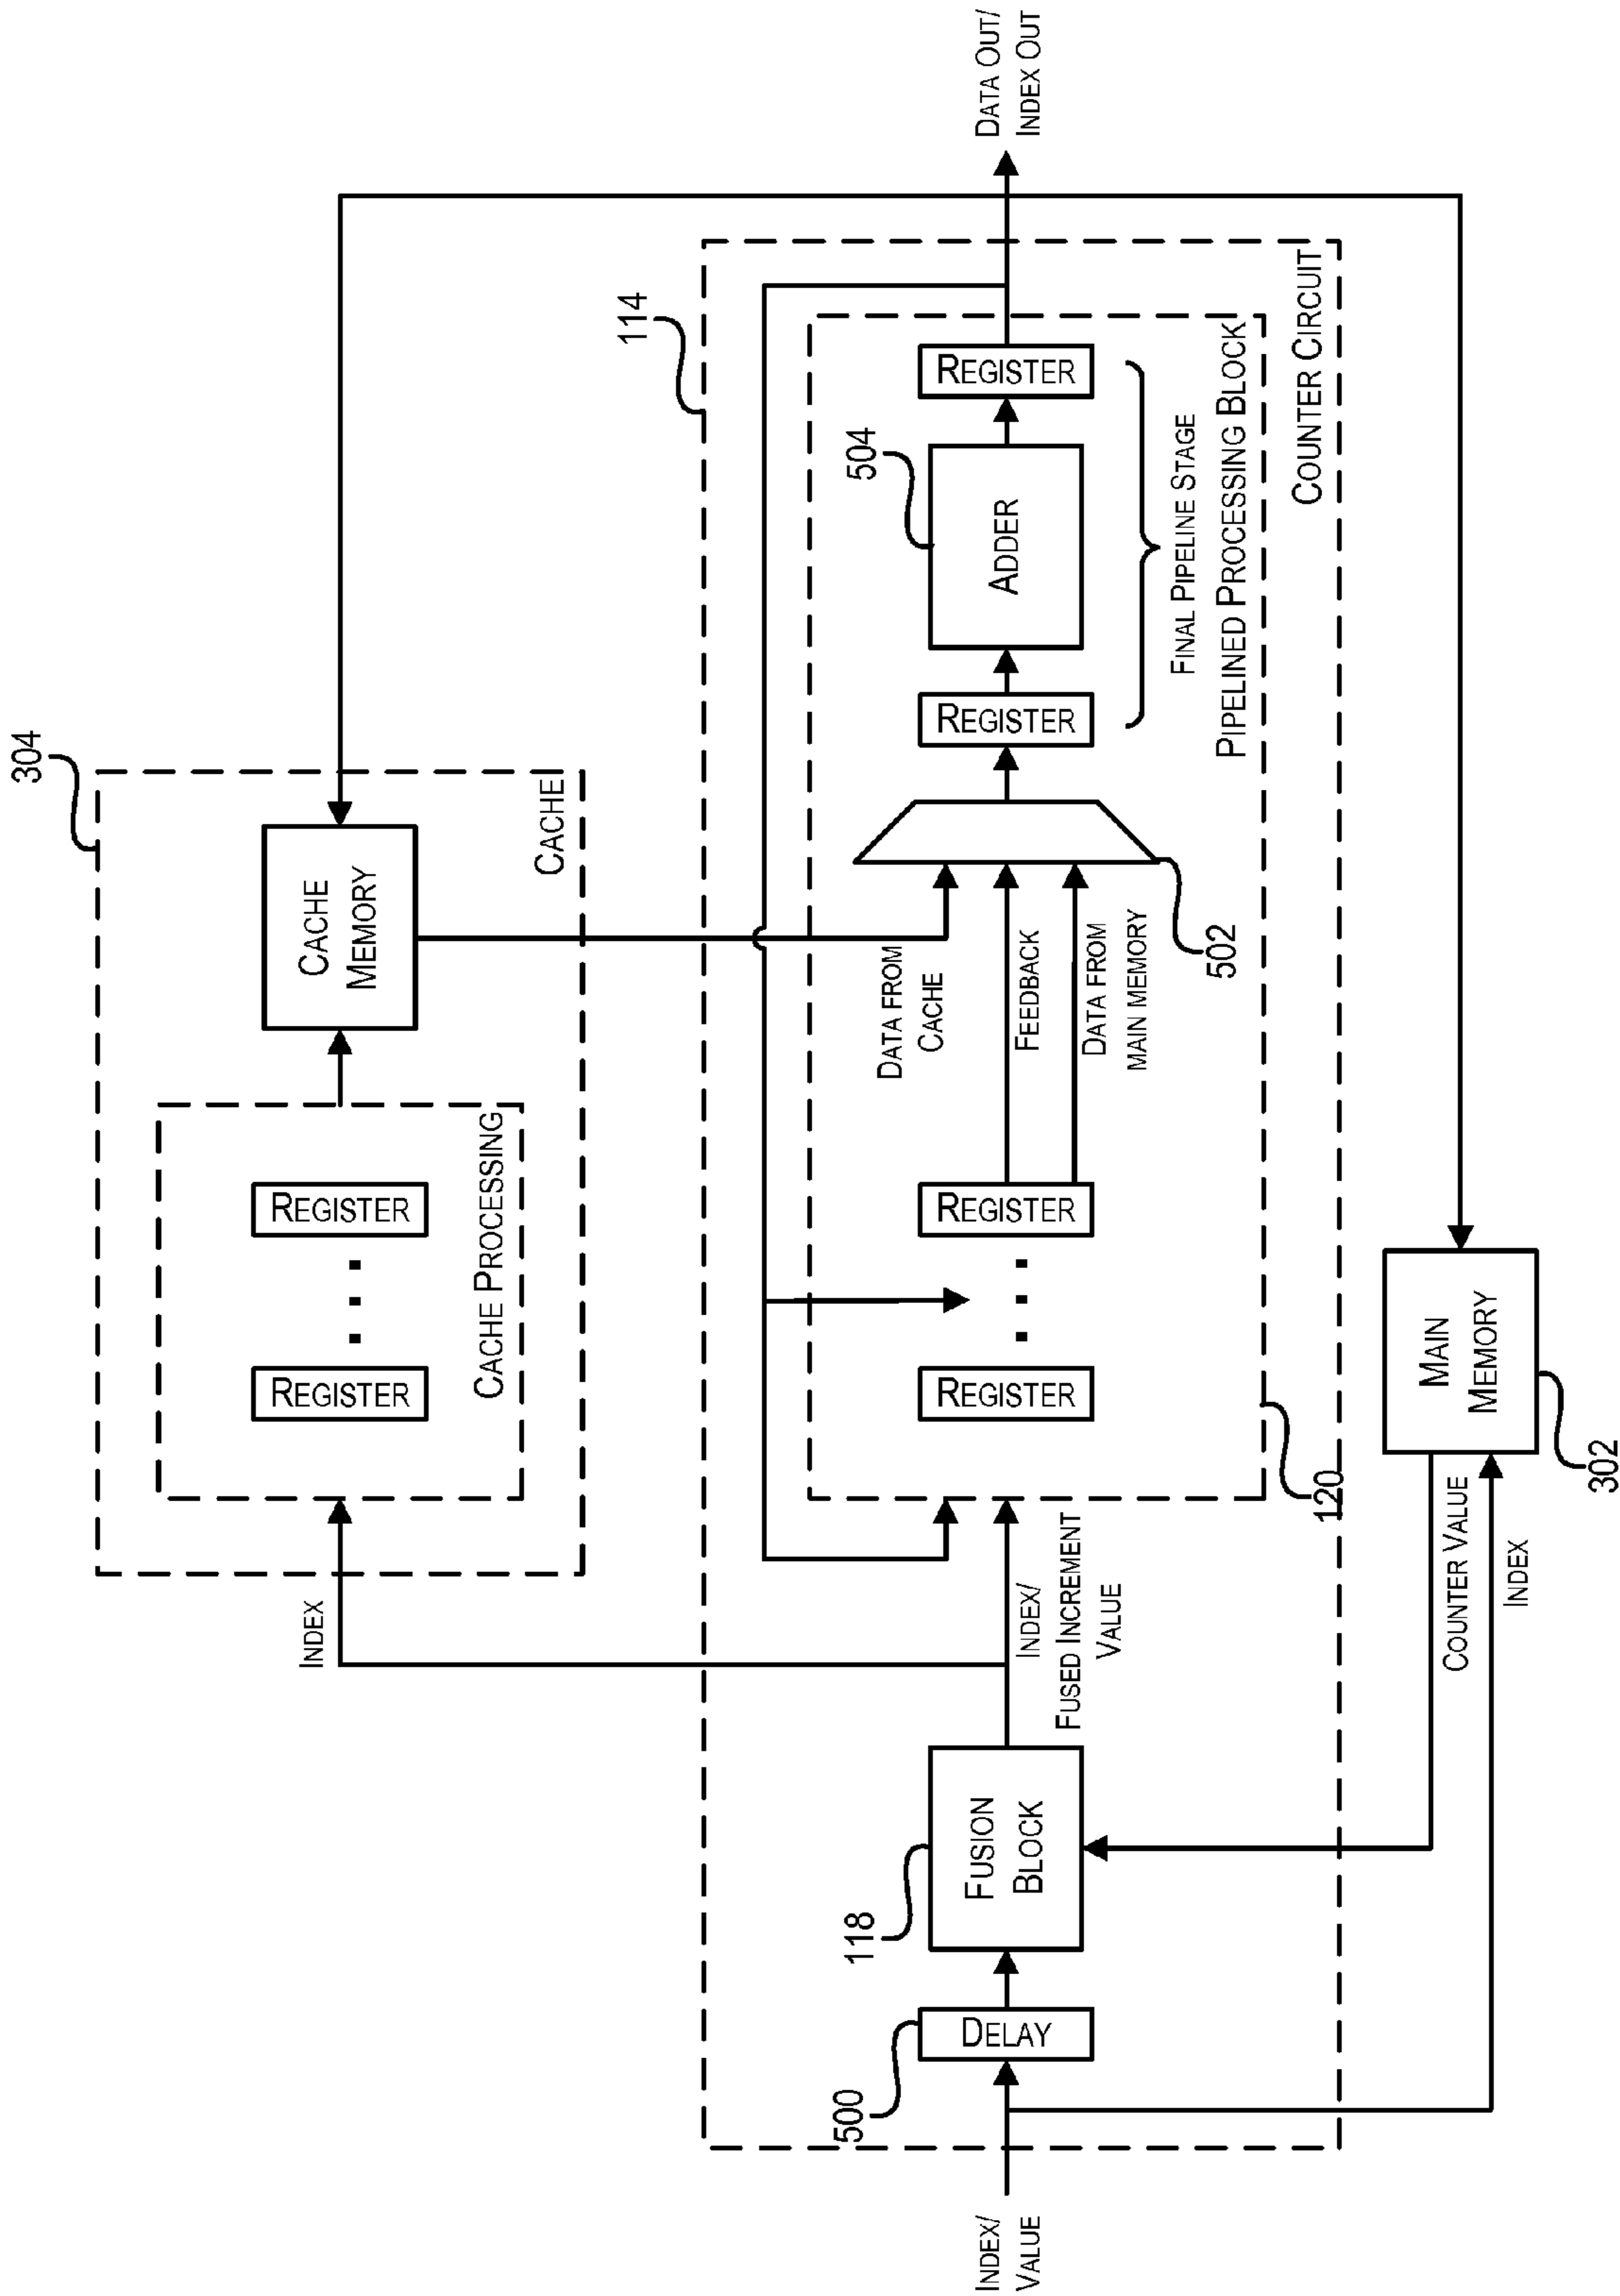 304
INDEX
REGISTER
REGISTER
CACHE PROCESSING
CACHE
MEMORY
CACHE
114
INDEX/
VALUE
500
DELAY
118
FUSION
BLOCK
INDEX/
FUSED INCREMENT
VALUE
REGISTER
REGISTER
DATA FROM
CACHE
FEEDBACK
DATA FROM
MAIN MEMORY
502
REGISTER
504
ADDER
REGISTER
FINAL PIPELINE STAGE
PIPELINED PROCESSING BLOCK
120
COUNTER CIRCUIT
DATA OUT/
INDEX OUT
COUNTER VALUE
INDEX
MAIN
MEMORY
302